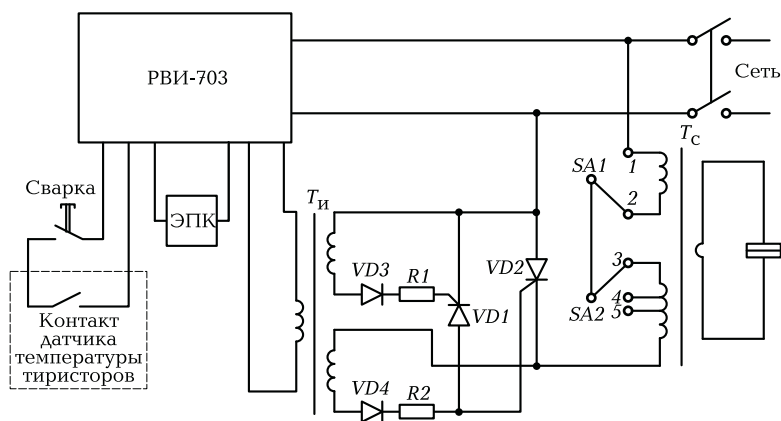 РВИ-703
Сеть
Tс
1
SA1
2
Сварка
ЭПК
Tи
3
VD3
R1
VD2
VD1
SA2
4
5
Контакт
датчика
температуры
тиристоров
VD4
R2